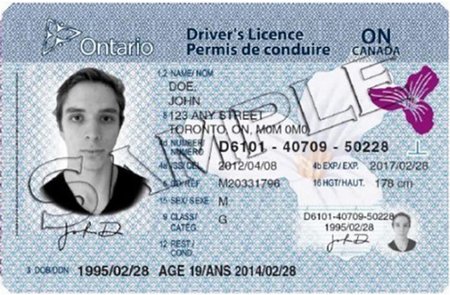 Ontario
Driver's Licence
Permis de conduire
ON
CANADA
1,2 NAME/NOM
DOE,
JOHN
8 123 ANY STREET
TORONTO, ON, M0M 0M0
4d NUMBER/
NUMÉRO
D6101 - 40709 - 50228
4a ISS/DÉL
2012/04/08
4b EXP./EXP.
2017/02/28
5 DD/REF
M20331796
16 HGT/HAUT.
178 cm
15 SEX/SEXE
M
9 CLASS/
CATÉG.
G
12 REST./
COND.
D6101-40709-50228
1995/02/28
3 DOB/DDN
1995/02/28
AGE 19/ANS 2014/02/28
SAMPLE